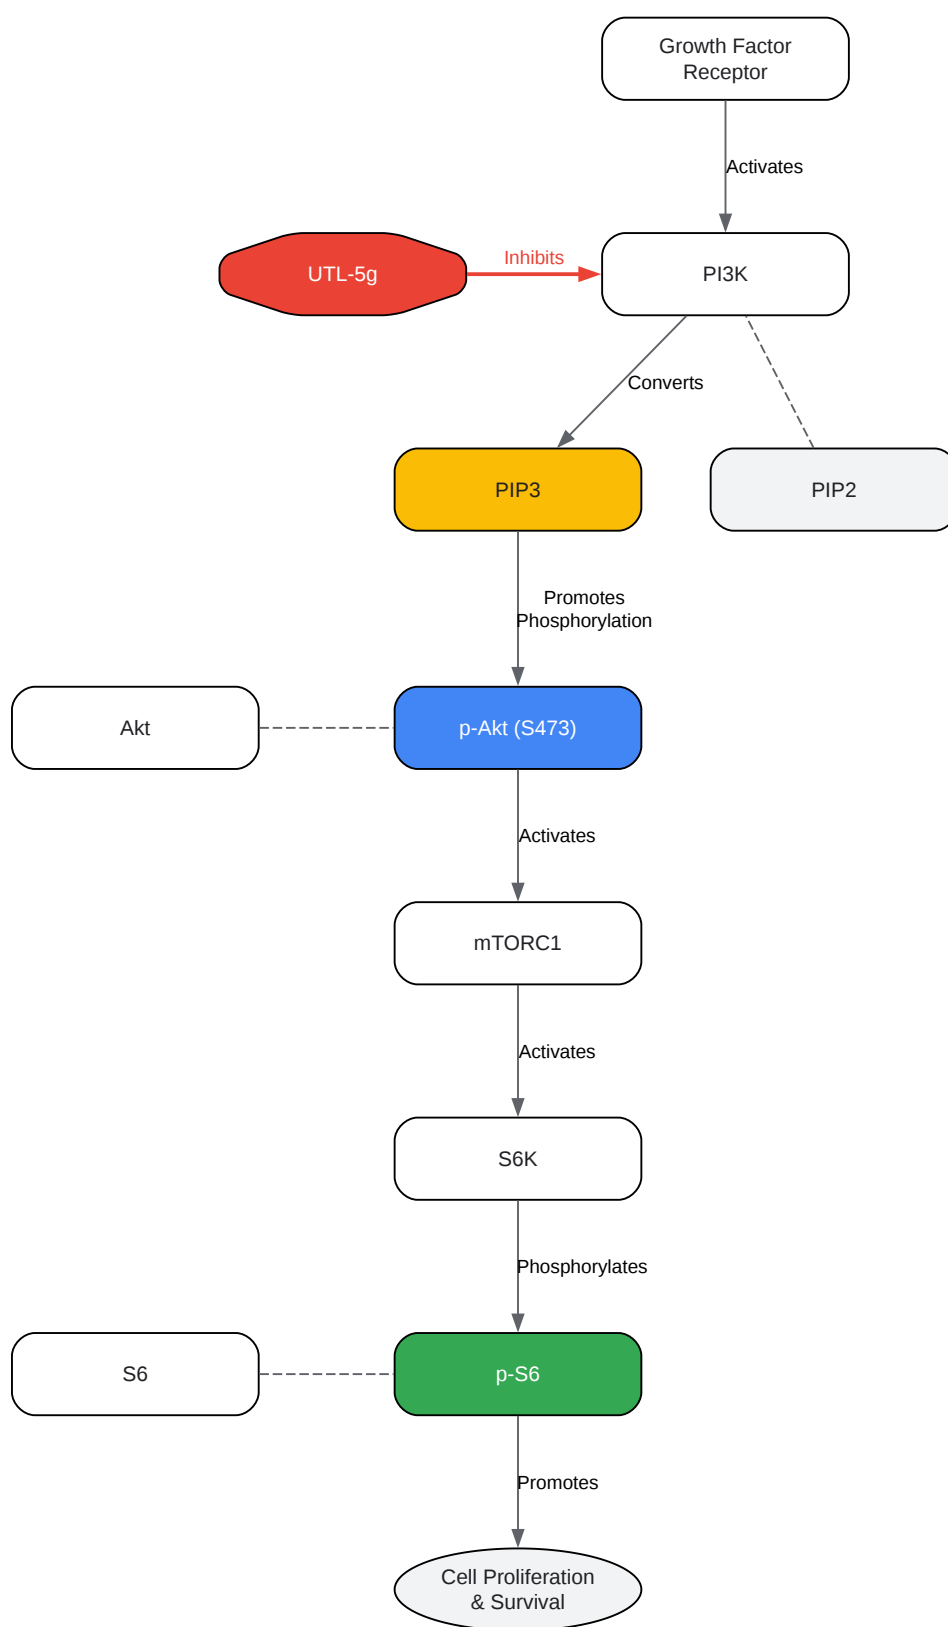 Growth Factor
Receptor
Activates
UTL-5g
Inhibits
PI3K
Converts
PIP3
PIP2
Promotes
Phosphorylation
Akt
p-Akt (S473)
Activates
mTORC1
Activates
S6K
Phosphorylates
S6
p-S6
Promotes
Cell Proliferation
& Survival